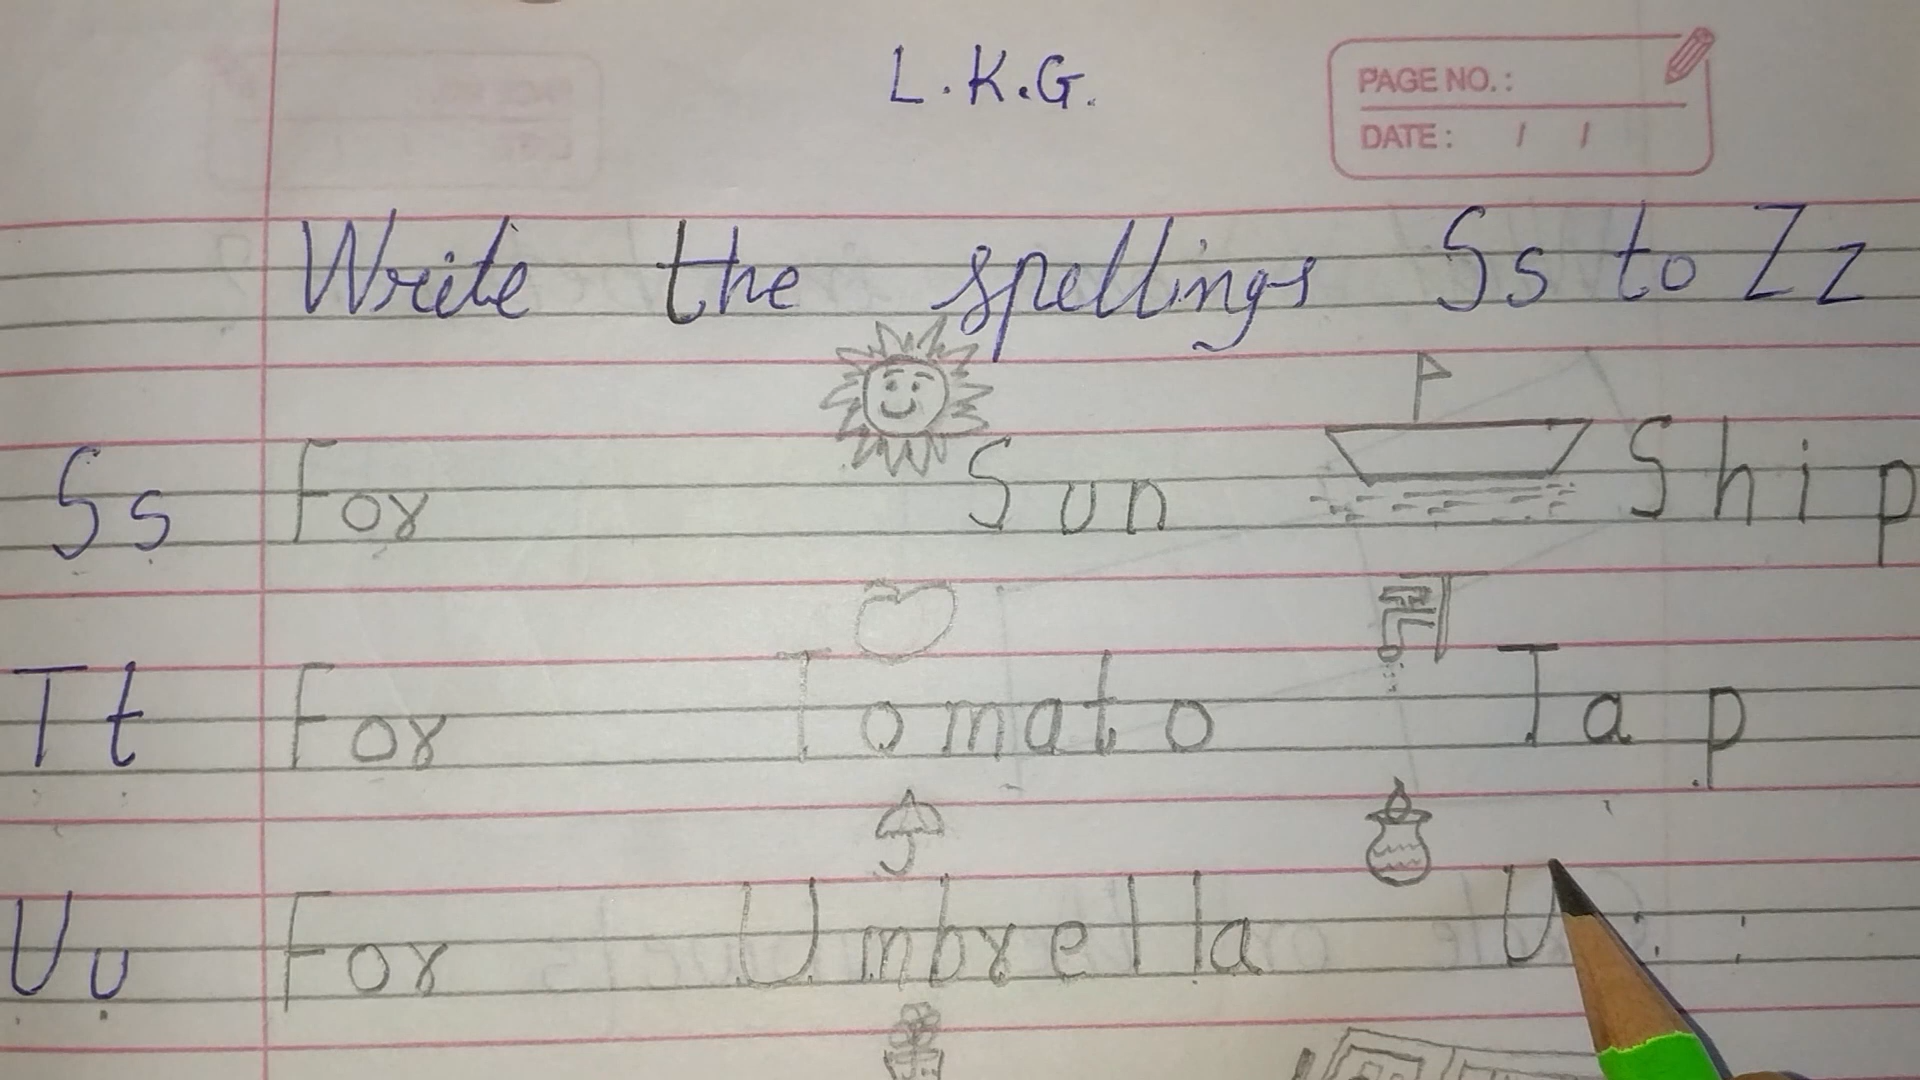 L.K.G.
PAGE NO.:
DATE: / /
Write the spellings Ss to Zz
Ss For Sun Ship
Tt For Tomato Tap
Uu For Umbrella U